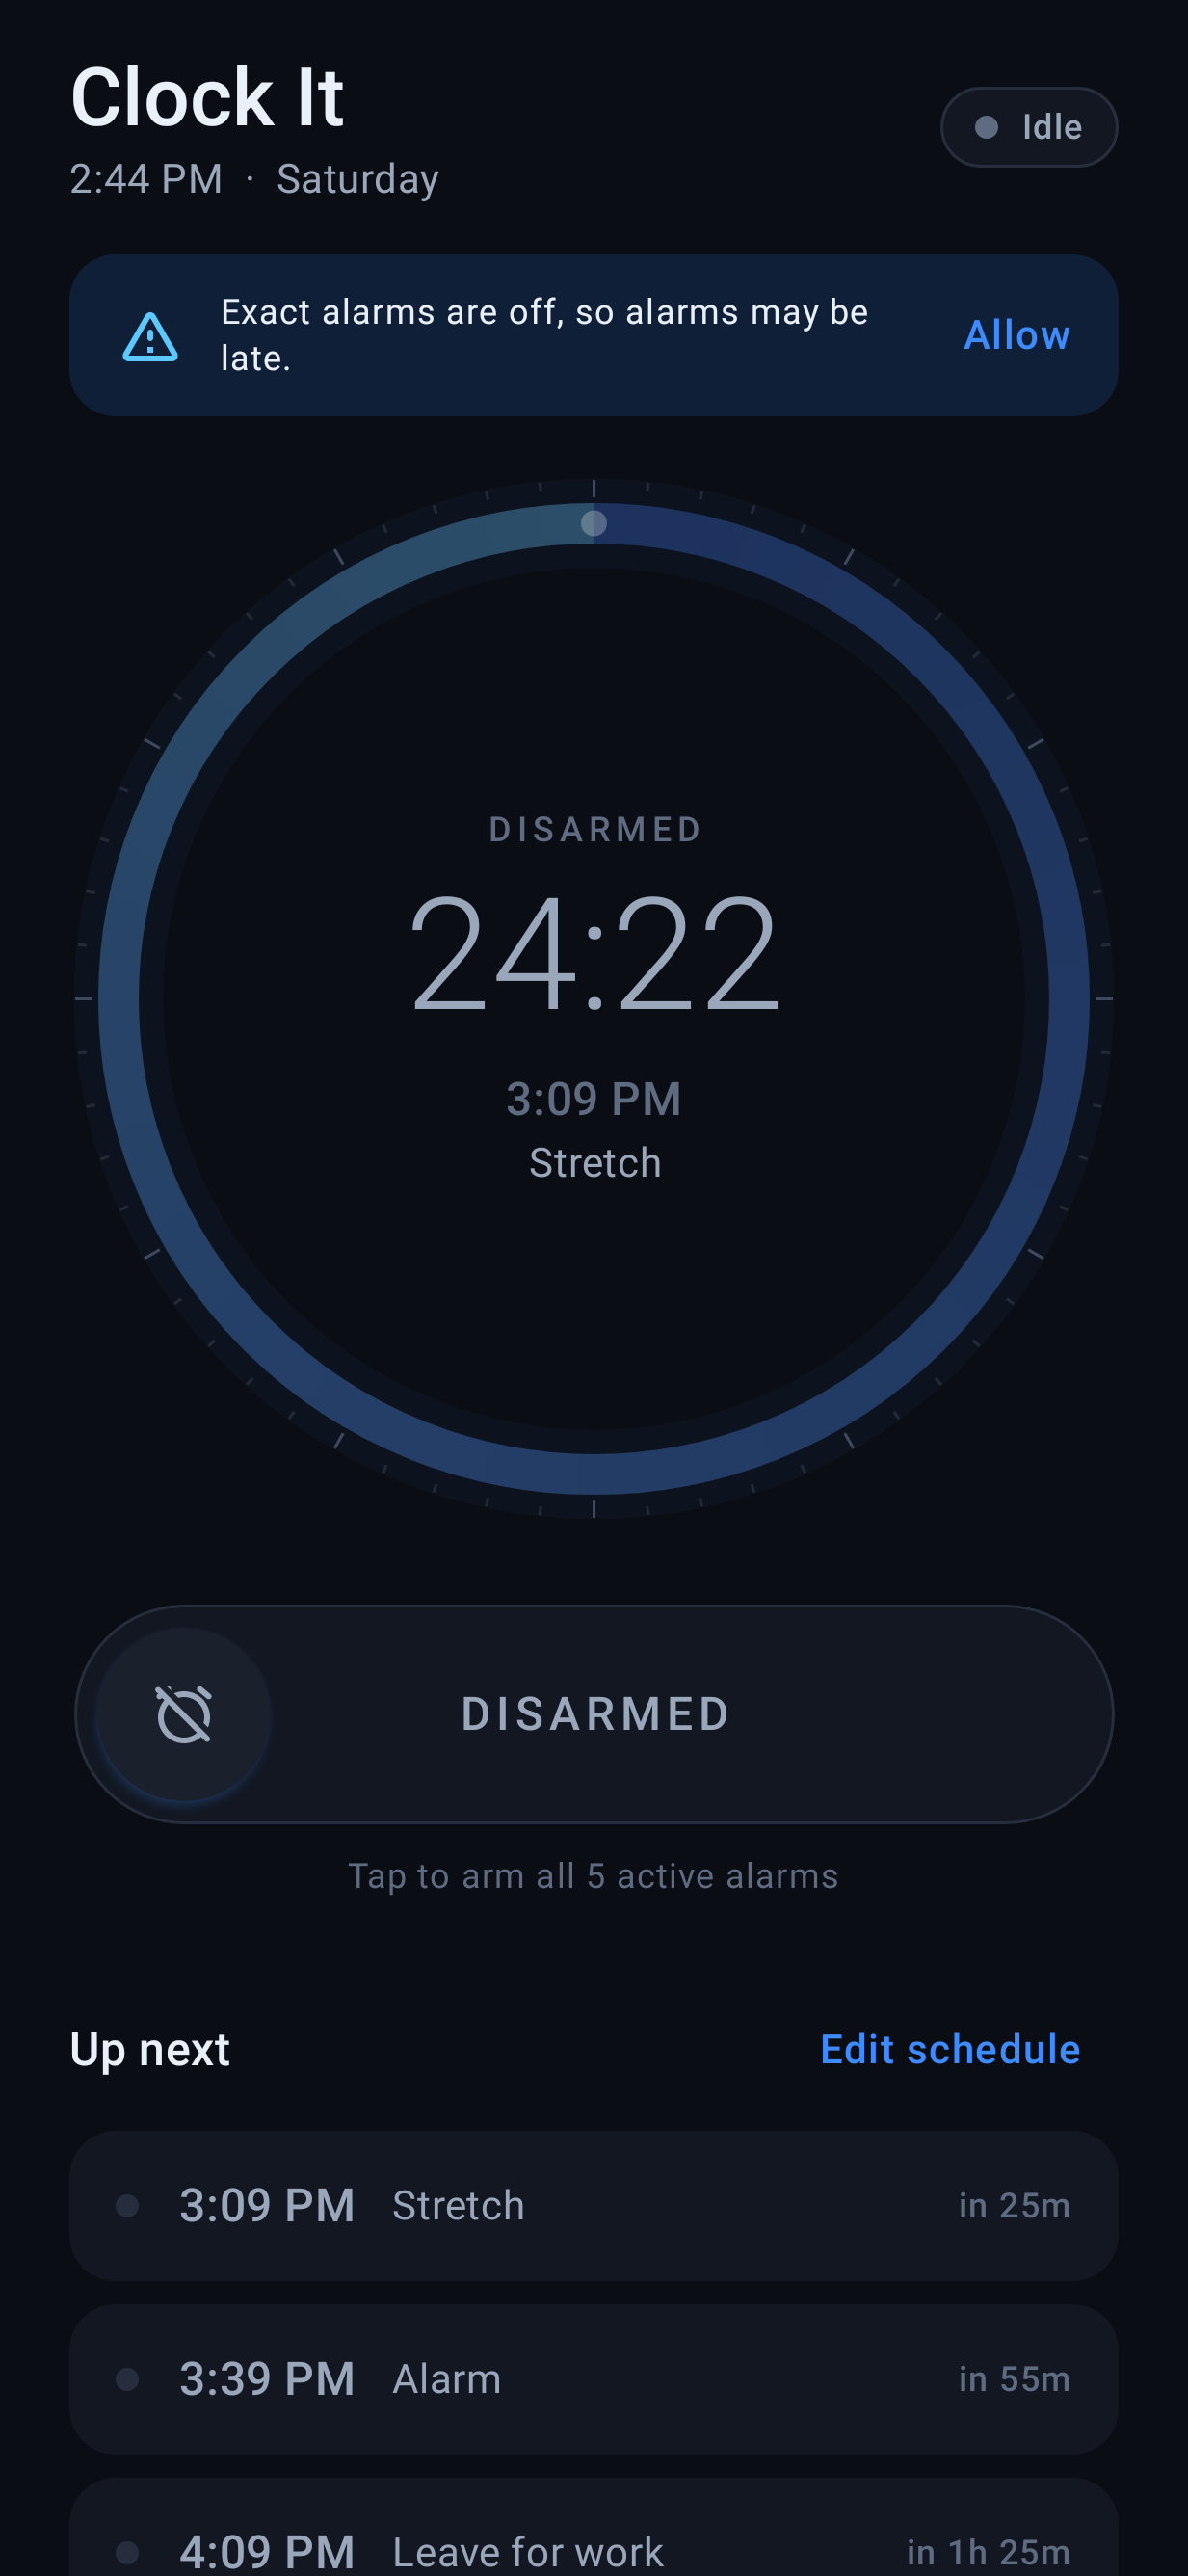 Clock It
2:44 PM · Saturday
Idle
Exact alarms are off, so alarms may be
late.
Allow
DISARMED
24:22
3:09 PM
Stretch
DISARMED
Tap to arm all 5 active alarms
Up next
Edit schedule
3:09 PM Stretch in 25m
3:39 PM Alarm in 55m
4:09 PM Leave for work in 1h 25m